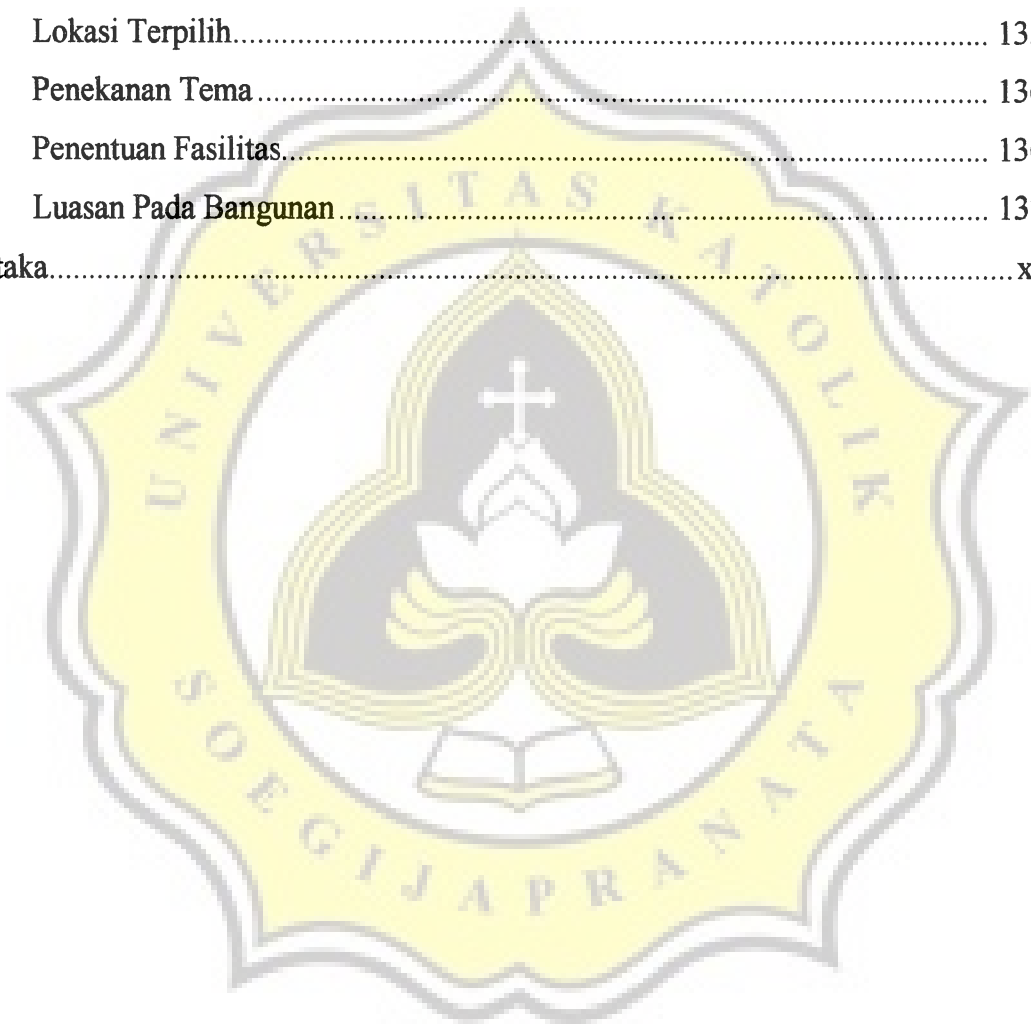 Lokasi Terpilih........................................................ 13
Penekanan Tema........................................................ 13
Penentuan Fasilitas........................................................ 13
Luasan Pada Bangunan........................................................ 13
taka........................................................ x
UNIVERSITAS KATOLIK
SOEGIJAPRANATA